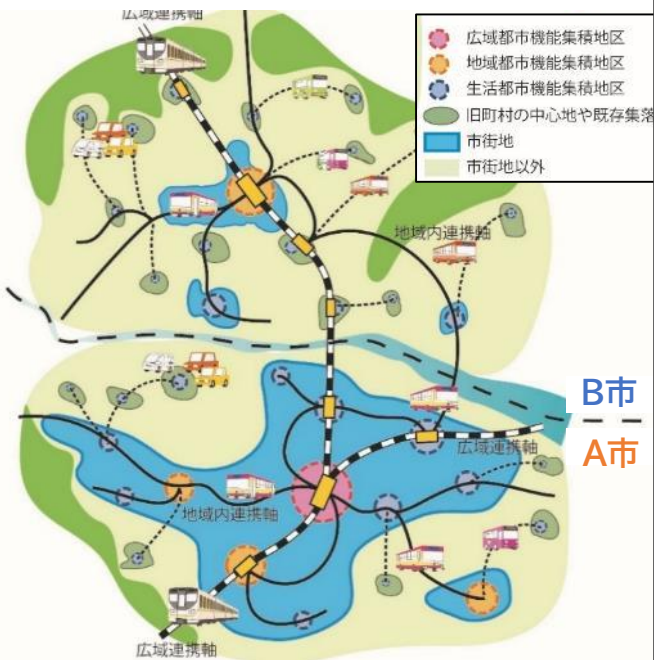 広域連携軸
広域都市機能集積地区
地域都市機能集積地区
生活都市機能集積地区
旧町村の中心地や既存集落
市街地
市街地以外
地域内連携軸
B市
A市
広域連携軸
地域内連携軸
広域連携軸